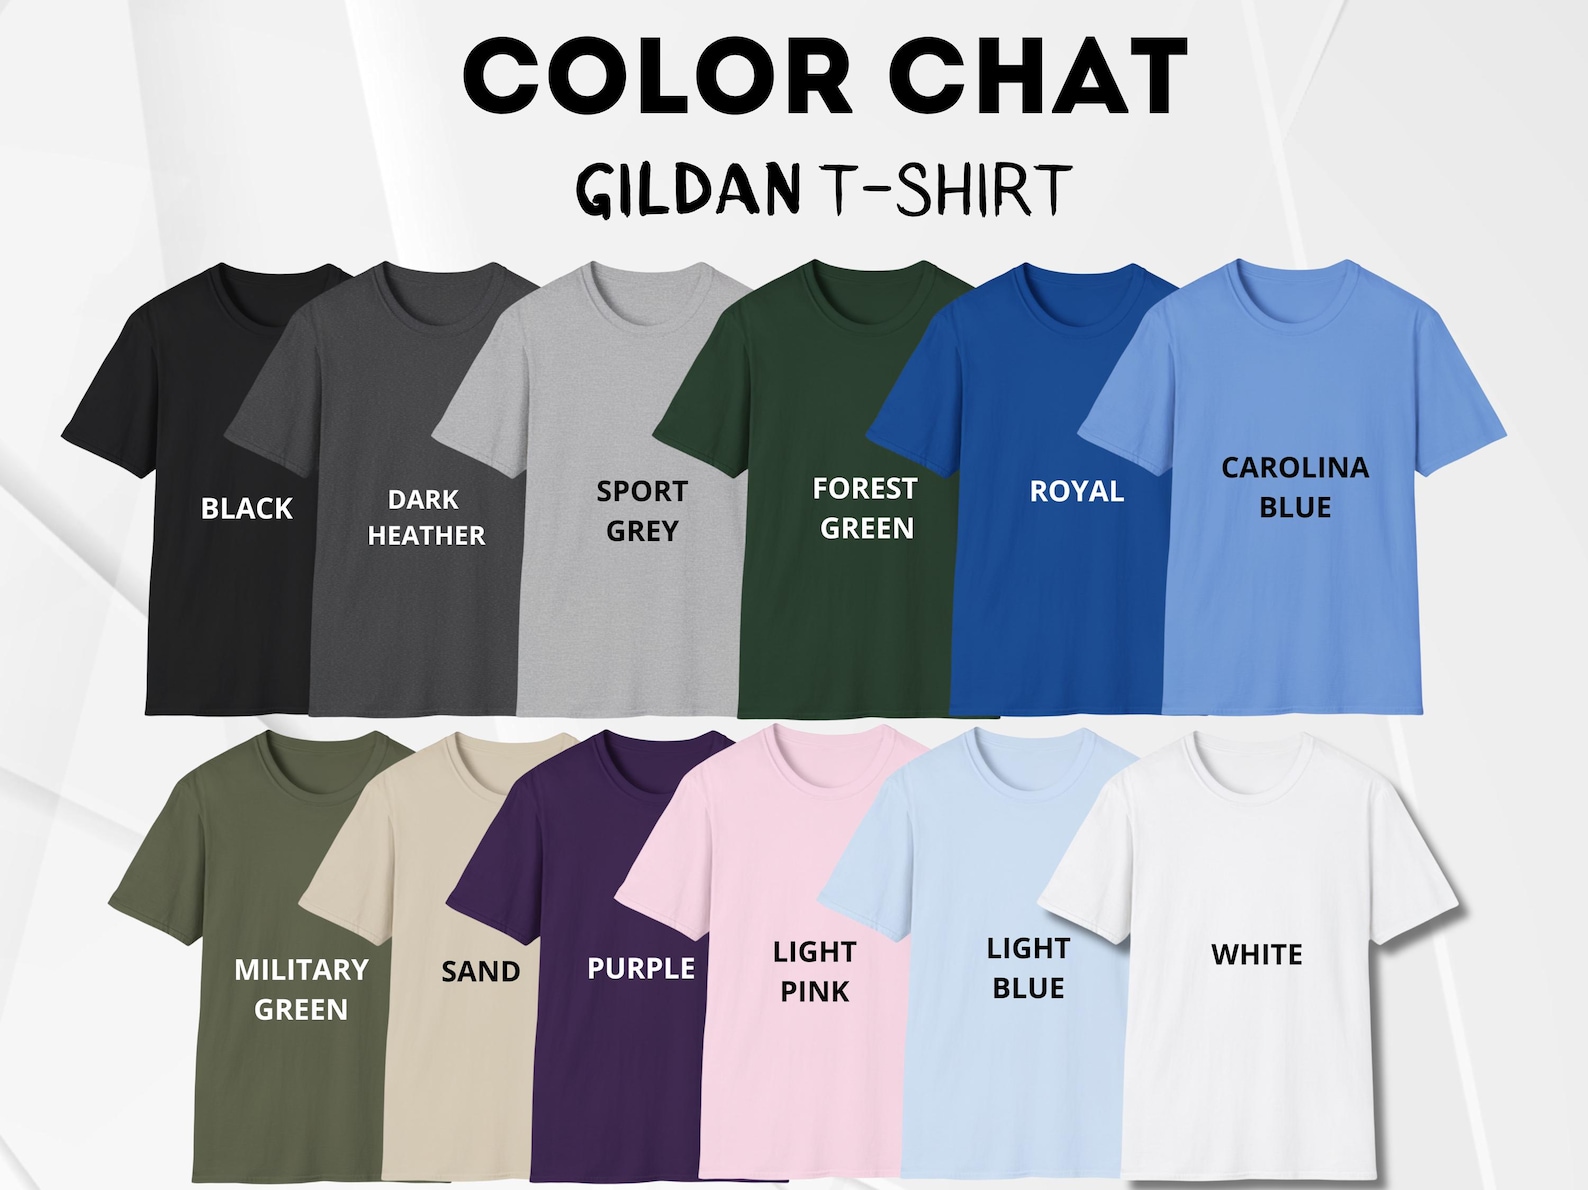 COLOR CHAT
GILDAN T-SHIRT
BLACK
DARK
HEATHER
SPORT
GREY
FOREST
GREEN
ROYAL
CAROLINA
BLUE
MILITARY
GREEN
SAND
PURPLE
LIGHT
PINK
LIGHT
BLUE
WHITE